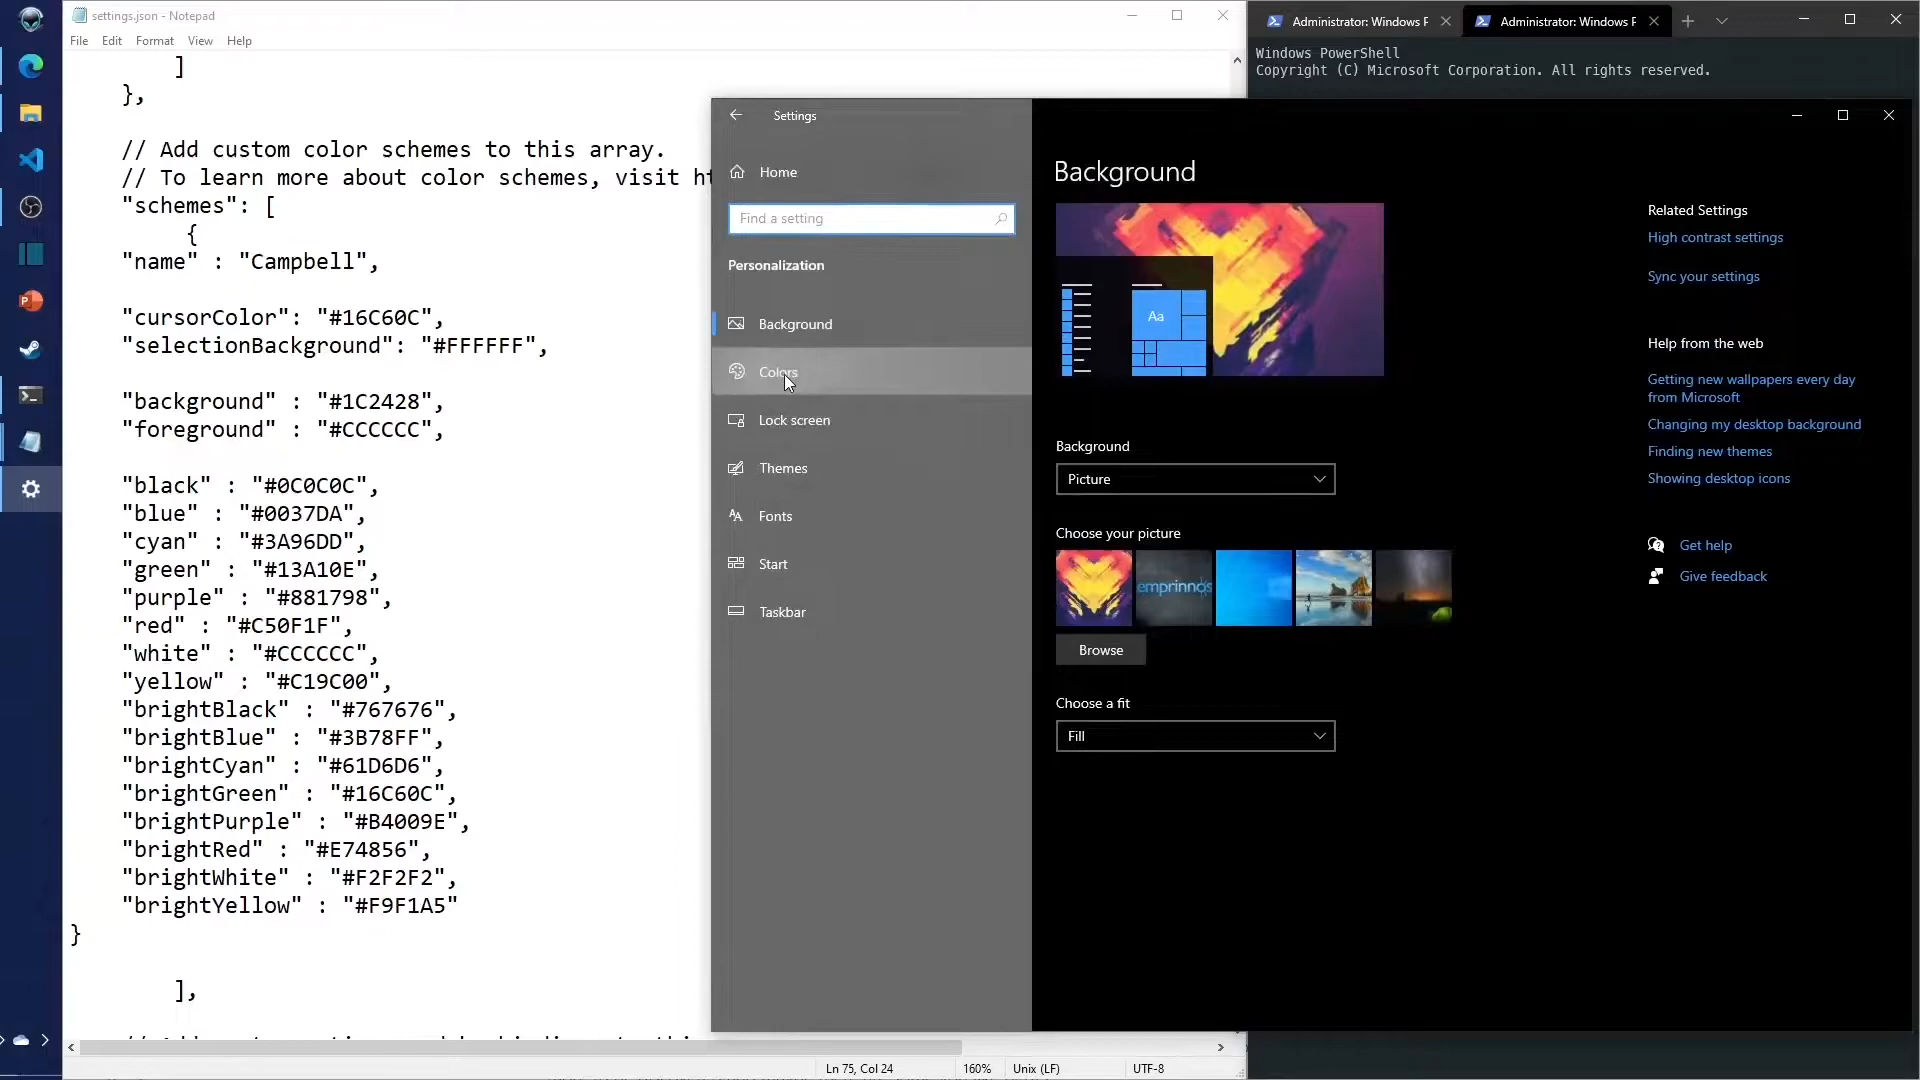 settings.json - Notepad
File Edit Format View Help
]
},
// Add custom color schemes to this array.
// To learn more about color schemes, visit
"schemes": [
{
"name" : "Campbell",
"cursorColor": "#16C60C",
"selectionBackground": "#FFFFFF",
"background" : "#1C2428",
"foreground" : "#CCCCCC",
"black" : "#0C0C0C",
"blue" : "#0037DA",
"cyan" : "#3A96DD",
"green" : "#13A10E",
"purple" : "#881798",
"red" : "#C50F1F",
"white" : "#CCCCCC",
"yellow" : "#C19C00",
"brightBlack" : "#767676",
"brightBlue" : "#3B78FF",
"brightCyan" : "#61D6D6",
"brightGreen" : "#16C60C",
"brightPurple" : "#B4009E",
"brightRed" : "#E74856",
"brightWhite" : "#F2F2F2",
"brightYellow" : "#F9F1A5"
}
],
Ln 75, Col 24 160% Unix (LF) UTF-8
Administrator: Windows P
Administrator: Windows P
Windows PowerShell
Copyright (C) Microsoft Corporation. All rights reserved.
Settings
Home
Find a setting
Personalization
Background
Colors
Lock screen
Themes
Fonts
Start
Taskbar
Background
Aa
Background
Picture
Choose your picture
emprinnos
Browse
Choose a fit
Fill
Related Settings
High contrast settings
Sync your settings
Help from the web
Getting new wallpapers every day
from Microsoft
Changing my desktop background
Finding new themes
Showing desktop icons
Get help
Give feedback